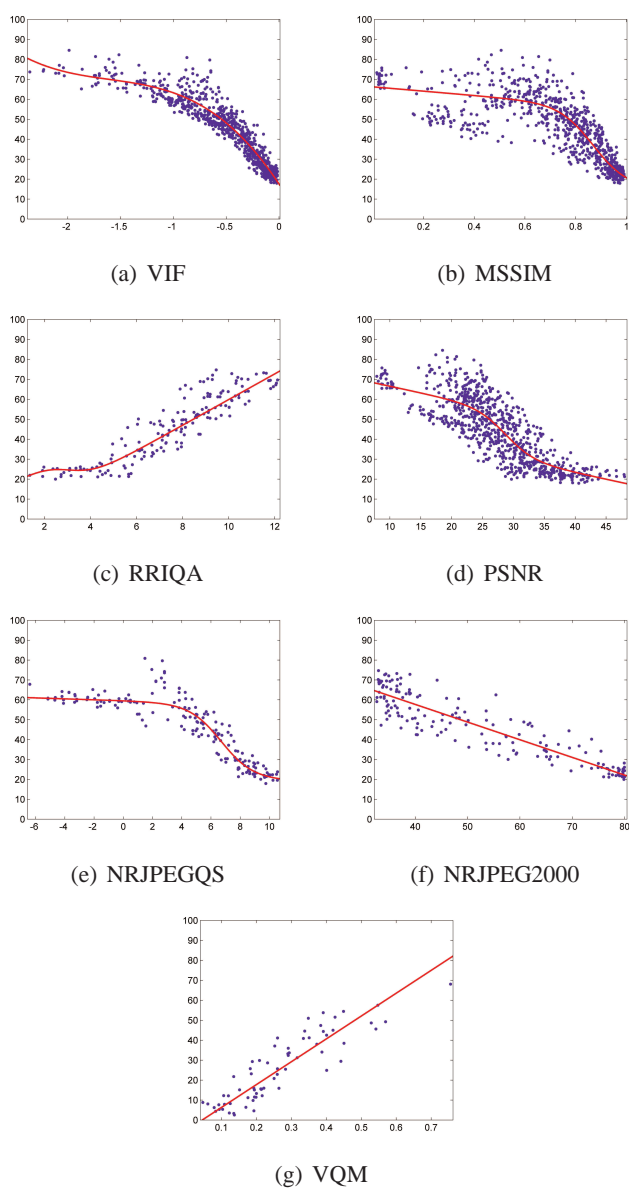 100 90 80 70 60 50 40 30 20 10 0
-2 -1.5 -1 -0.5 0
(a) VIF
100 90 80 70 60 50 40 30 20 10 0
0.2 0.4 0.6 0.8 1
(b) MSSIM
100 90 80 70 60 50 40 30 20 10 0
2 4 6 8 10 12
(c) RRIQA
100 90 80 70 60 50 40 30 20 10 0
10 15 20 25 30 35 40 45
(d) PSNR
100 90 80 70 60 50 40 30 20 10 0
-6 -4 -2 0 2 4 6 8 10
(e) NRJPEGQS
100 90 80 70 60 50 40 30 20 10 0
40 50 60 70 80
(f) NRJPEG2000
100 90 80 70 60 50 40 30 20 10 0
0.1 0.2 0.3 0.4 0.5 0.6 0.7
(g) VQM